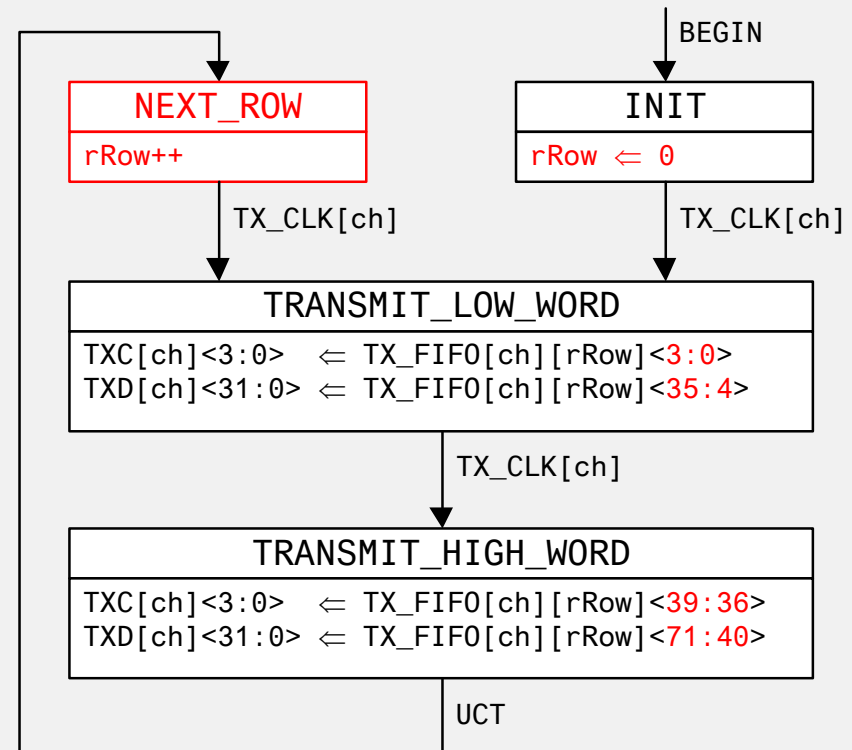 BEGIN
NEXT_ROW
rRow++
INIT
rRow ⇐ 0
TX_CLK[ch]
TX_CLK[ch]
TRANSMIT_LOW_WORD
TXC[ch]<3:0> ⇐ TX_FIFO[ch][rRow]<3:0>
TXD[ch]<31:0> ⇐ TX_FIFO[ch][rRow]<35:4>
TX_CLK[ch]
TRANSMIT_HIGH_WORD
TXC[ch]<3:0> ⇐ TX_FIFO[ch][rRow]<39:36>
TXD[ch]<31:0> ⇐ TX_FIFO[ch][rRow]<71:40>
UCT